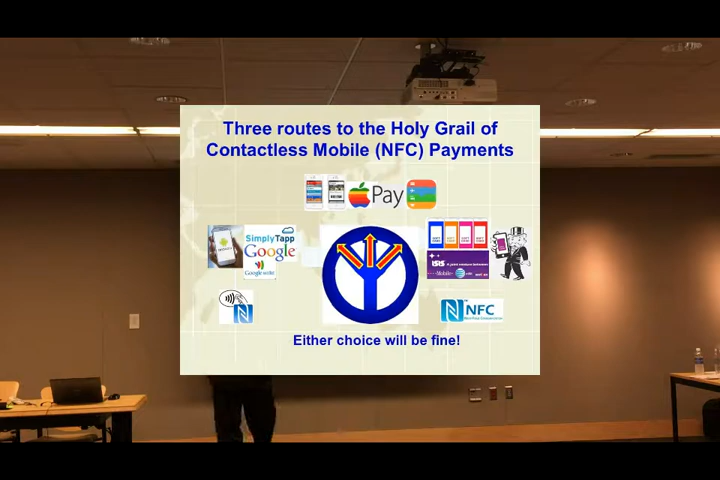 Three routes to the Holy Grail of
Contactless Mobile (NFC) Payments
Pay
SimplyTapp
Google
Google wallet
ISIS
NFC
Either choice will be fine!